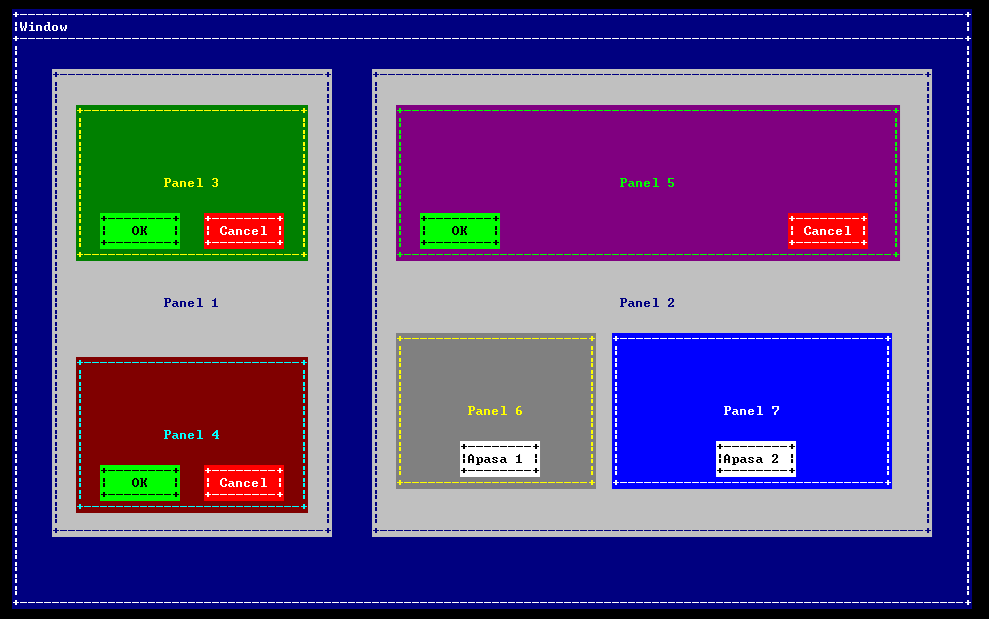 Window
Panel 3
OK
Cancel
Panel 1
Panel 4
OK
Cancel
Panel 5
OK
Cancel
Panel 2
Panel 6
Apasa 1
Panel 7
Apasa 2